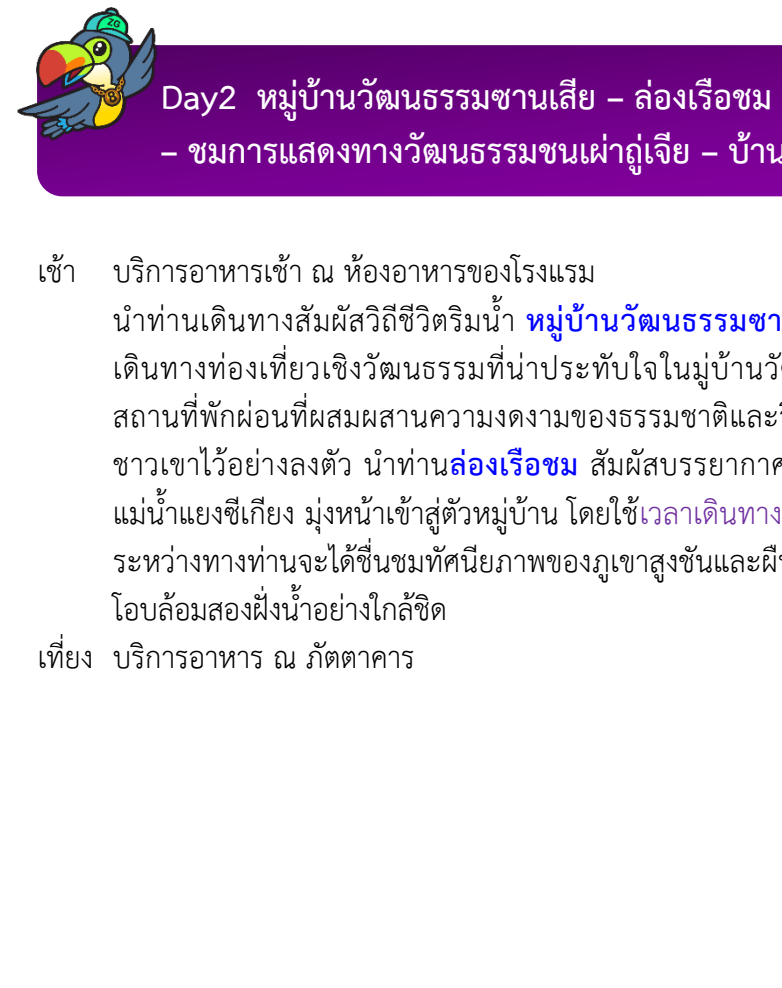 ZG
Day2 หมู่บ้านวัฒนธรรมซานเสีย – ล่องเรือชม
– ชมการแสดงทางวัฒนธรรมชนเผ่าถู่เจีย – บ้าน
เช้า บริการอาหารเช้า ณ ห้องอาหารของโรงแรม
นำท่านเดินทางสัมผัสวิถีชีวิตริมน้ำ หมู่บ้านวัฒนธรรมซา
เดินทางท่องเที่ยวเชิงวัฒนธรรมที่น่าประทับใจในมู่บ้านวั
สถานที่พักผ่อนที่ผสมผสานความงดงามของธรรมชาติและ
ชาวเขาไว้อย่างลงตัว นำท่านล่องเรือชม สัมผัสบรรยากาศ
แม่น้ำแยงซีเกียง มุ่งหน้าเข้าสู่ตัวหมู่บ้าน โดยใช้เวลาเดินทาง
ระหว่างทางท่านจะได้ชื่นชมทัศนียภาพของภูเขาสูงชันและผืน
โอบล้อมสองฝั่งน้ำอย่างใกล้ชิด
เที่ยง บริการอาหาร ณ ภัตตาคาร